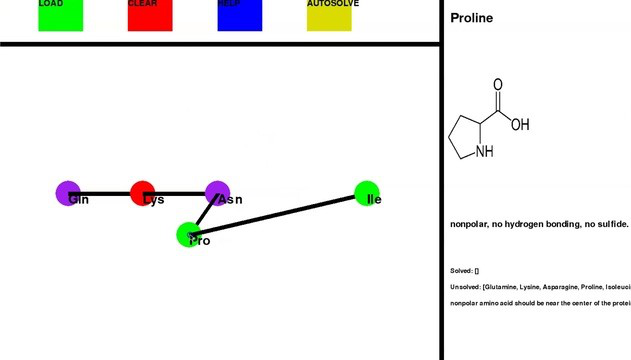 LOAD CLEAR HELP AUTOSOLVE
Proline
O
OH
NH
Gln Lys Asn Ile
Pro
nonpolar, no hydrogen bonding, no sulfide.
Solved: []
Unsolved: [Glutamine, Lysine, Asparagine, Proline, Isoleuci
nonpolar amino acid should be near the center of the protei